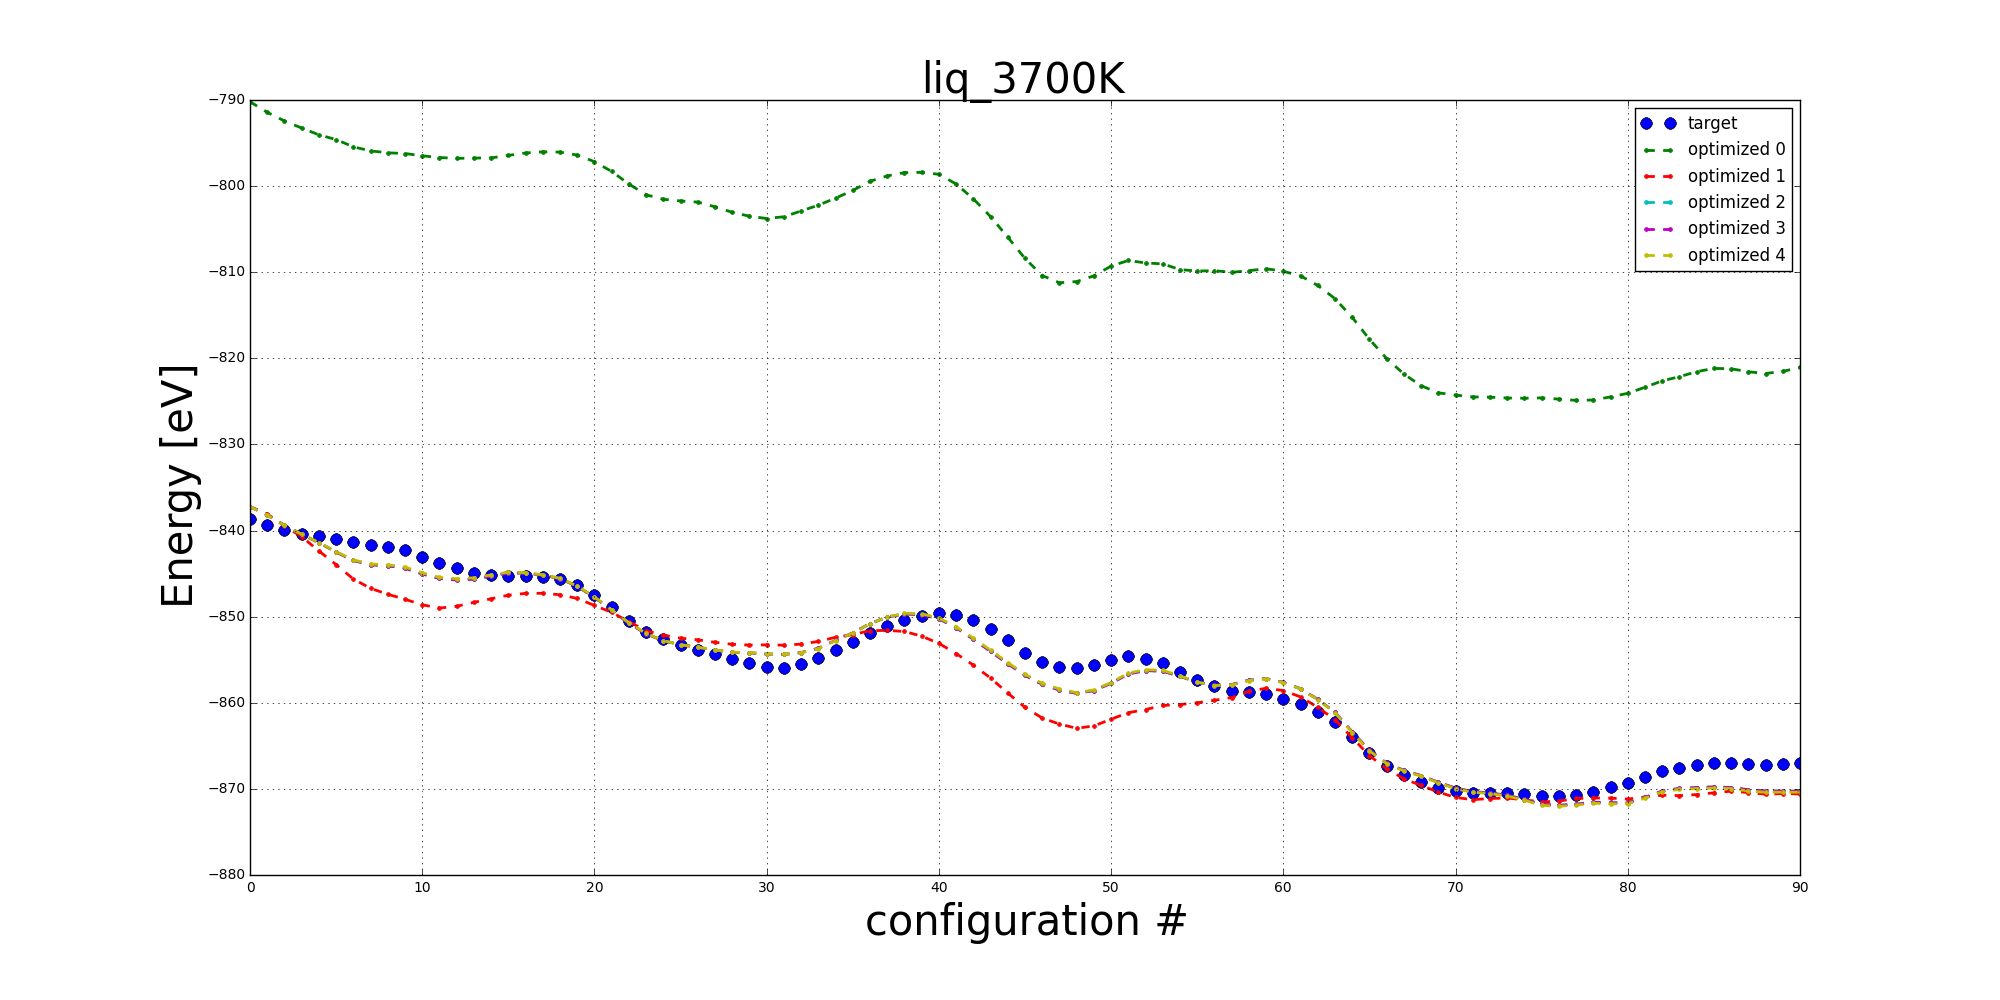 liq_3700K
−790
−800
−810
−820
−830
−840
−850
−860
−870
−880
Energy [eV]
target
optimized 0
optimized 1
optimized 2
optimized 3
optimized 4
0 10 20 30 40 50 60 70 80 90
configuration #